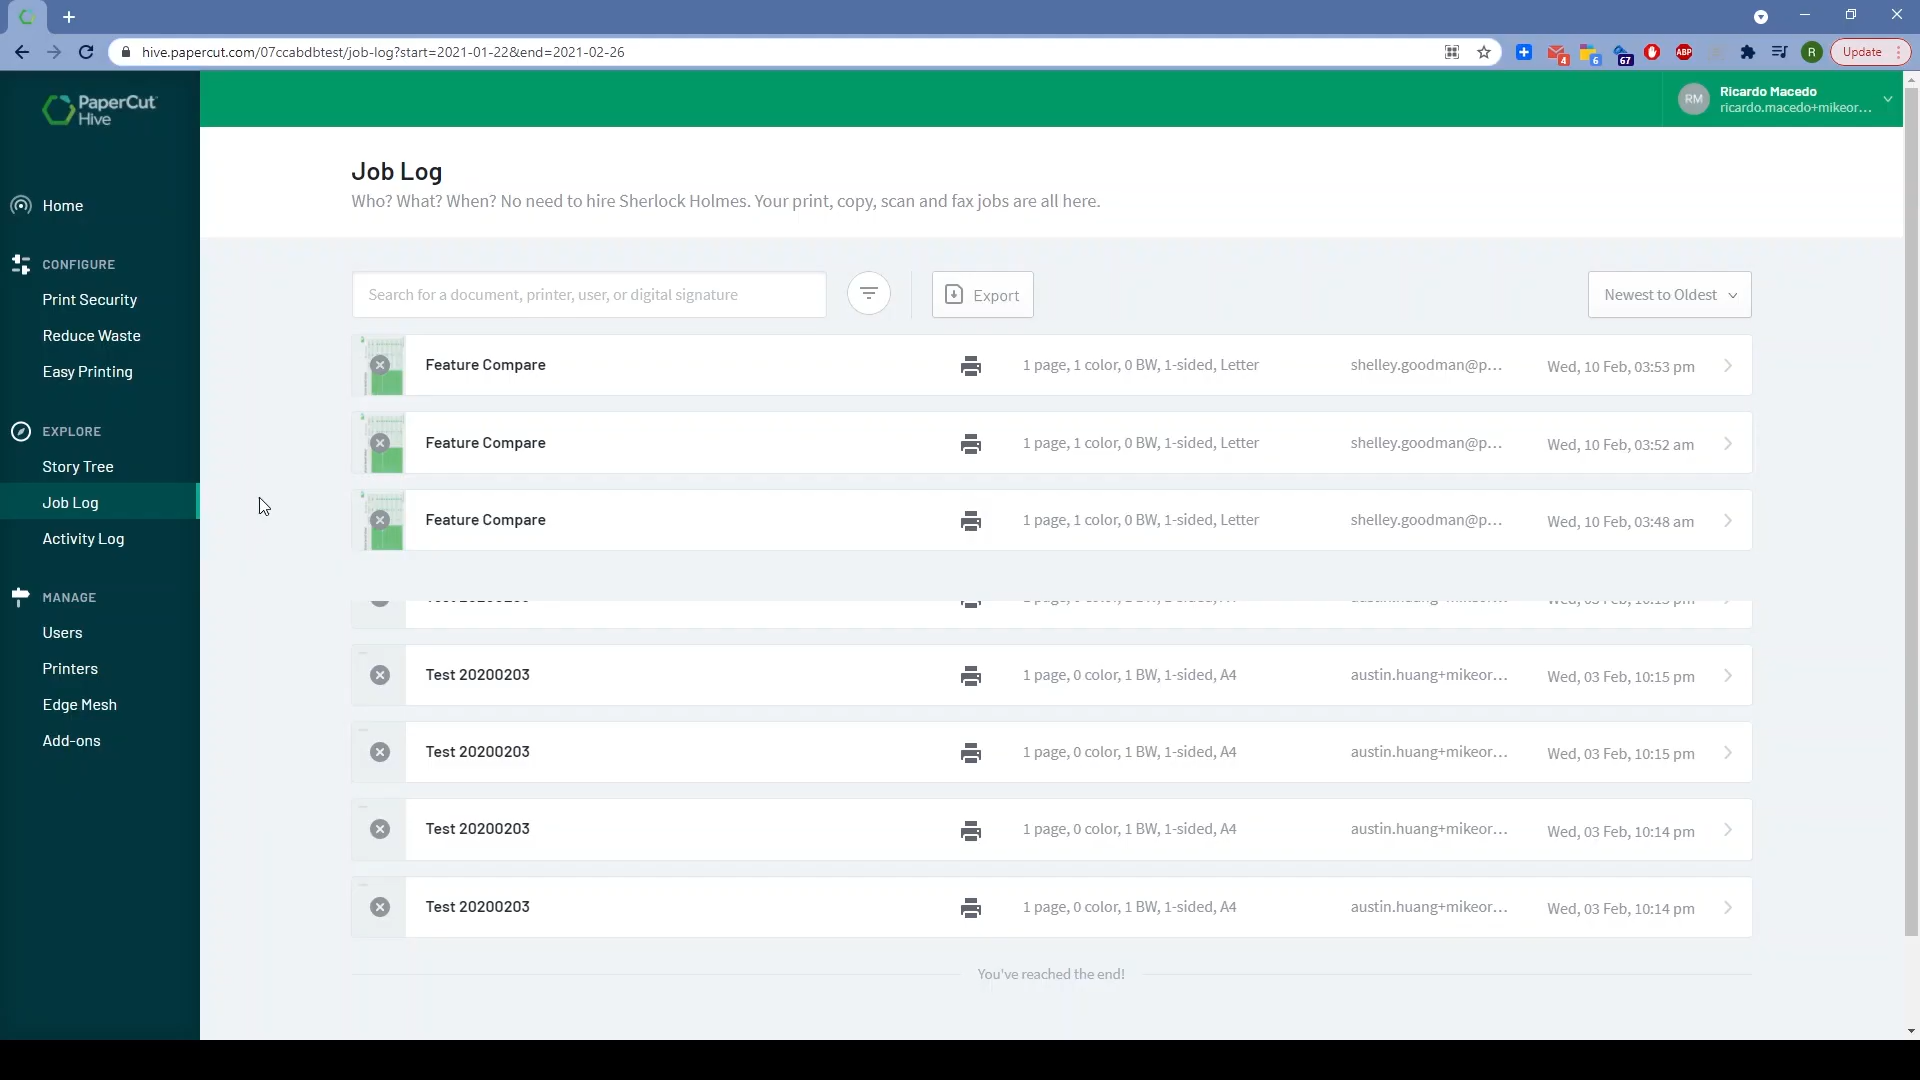 hive.papercut.com/07ccabdbtest/job-log?start=2021-01-22&end=2021-02-26
4
6
67
ABP
R
Update
PaperCut
Hive
RM
Ricardo Macedo
ricardo.macedo+mikeor...
Home
CONFIGURE
Print Security
Reduce Waste
Easy Printing
EXPLORE
Story Tree
Job Log
Activity Log
MANAGE
Users
Printers
Edge Mesh
Add-ons
Job Log
Who? What? When? No need to hire Sherlock Holmes. Your print, copy, scan and fax jobs are all here.
Search for a document, printer, user, or digital signature
Export
Newest to Oldest
Feature Compare 1 page, 1 color, 0 BW, 1-sided, Letter shelley.goodman@p... Wed, 10 Feb, 03:53 pm
Feature Compare 1 page, 1 color, 0 BW, 1-sided, Letter shelley.goodman@p... Wed, 10 Feb, 03:52 am
Feature Compare 1 page, 1 color, 0 BW, 1-sided, Letter shelley.goodman@p... Wed, 10 Feb, 03:48 am
Test 20200203 1 page, 0 color, 1 BW, 1-sided, A4 austin.huang+mikeor... Wed, 03 Feb, 10:15 pm
Test 20200203 1 page, 0 color, 1 BW, 1-sided, A4 austin.huang+mikeor... Wed, 03 Feb, 10:15 pm
Test 20200203 1 page, 0 color, 1 BW, 1-sided, A4 austin.huang+mikeor... Wed, 03 Feb, 10:14 pm
Test 20200203 1 page, 0 color, 1 BW, 1-sided, A4 austin.huang+mikeor... Wed, 03 Feb, 10:14 pm
You've reached the end!